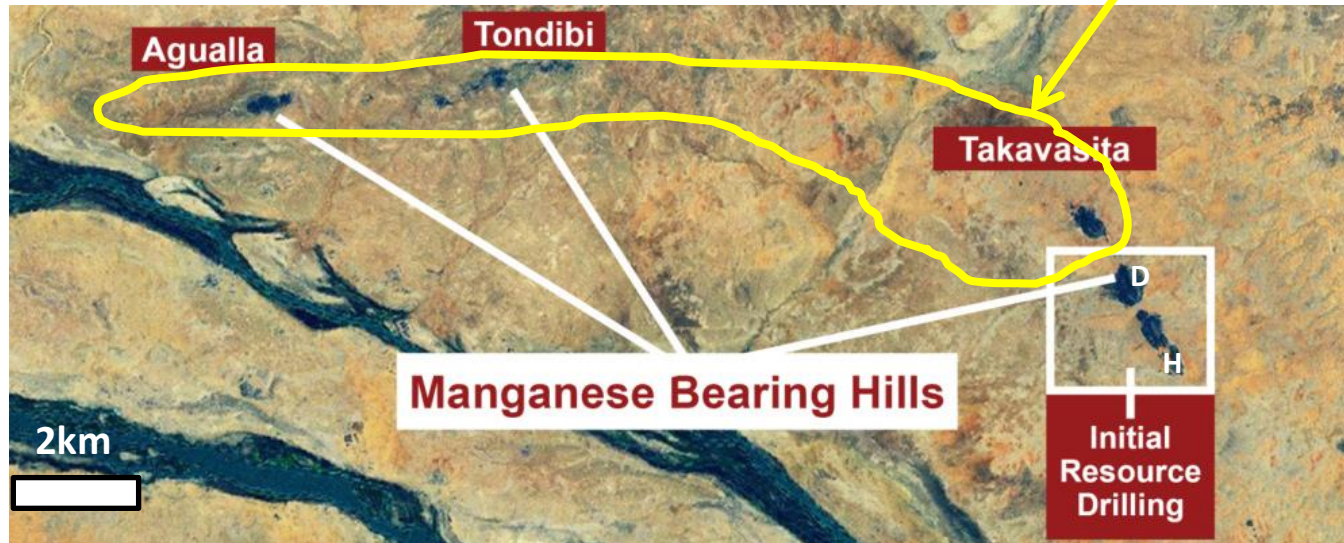 Agualla
Tondibi
Takavasita
D
H
Manganese Bearing Hills
2km
Initial
Resource
Drilling